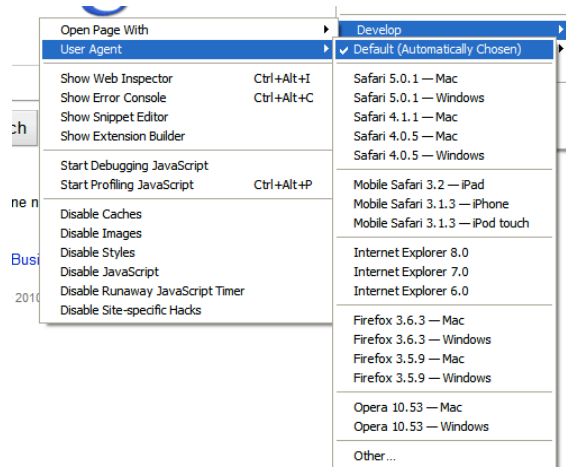 Open Page With
User Agent
Show Web Inspector Ctrl+Alt+I
Show Error Console Ctrl+Alt+C
Show Snippet Editor
Show Extension Builder
Start Debugging JavaScript
Start Profiling JavaScript Ctrl+Alt+P
Disable Caches
Disable Images
Disable Styles
Disable JavaScript
Disable Runaway JavaScript Timer
Disable Site-specific Hacks
Develop
Default (Automatically Chosen)
Safari 5.0.1 — Mac
Safari 5.0.1 — Windows
Safari 4.1.1 — Mac
Safari 4.0.5 — Mac
Safari 4.0.5 — Windows
Mobile Safari 3.2 — iPad
Mobile Safari 3.1.3 — iPhone
Mobile Safari 3.1.3 — iPod touch
Internet Explorer 8.0
Internet Explorer 7.0
Internet Explorer 6.0
Firefox 3.6.3 — Mac
Firefox 3.6.3 — Windows
Firefox 3.5.9 — Mac
Firefox 3.5.9 — Windows
Opera 10.53 — Mac
Opera 10.53 — Windows
Other...
ch
ne n
Busi
2010